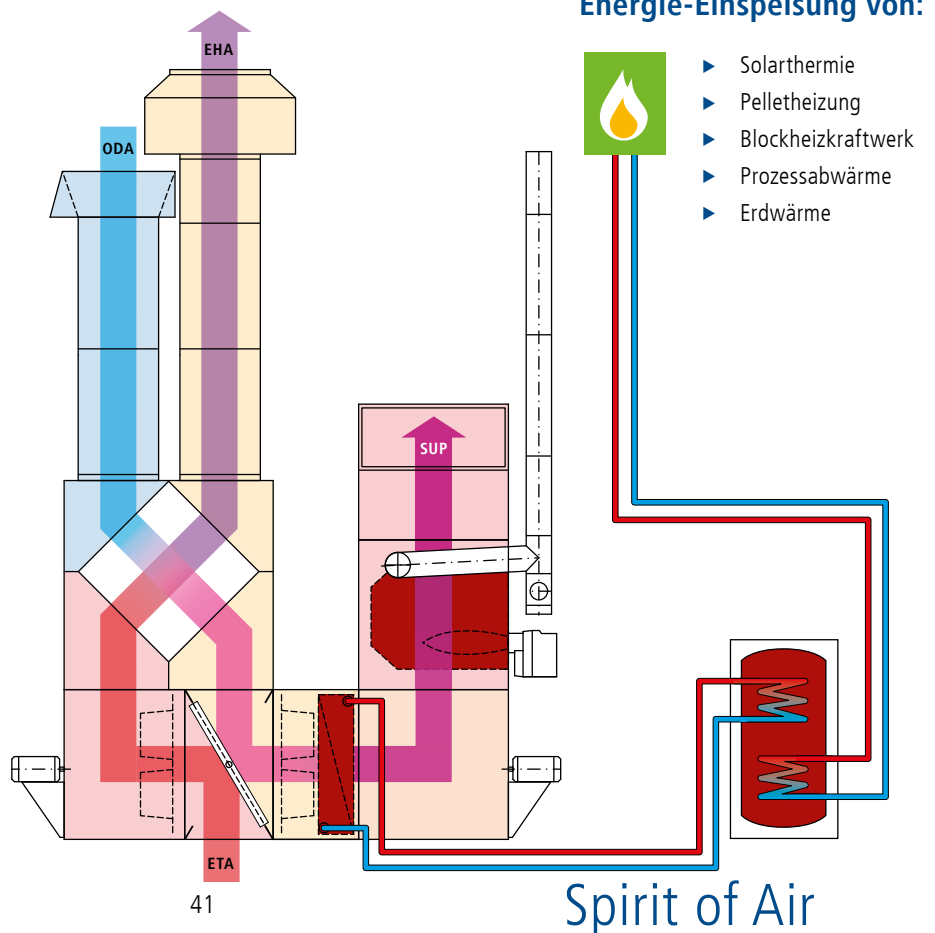 Energie-Einspeisung von:
▶ Solarthermie
▶ Pelletheizung
▶ Blockheizkraftwerk
▶ Prozessabwärme
▶ Erdwärme
EHA
ODA
SUP
ETA
41
Spirit of Air